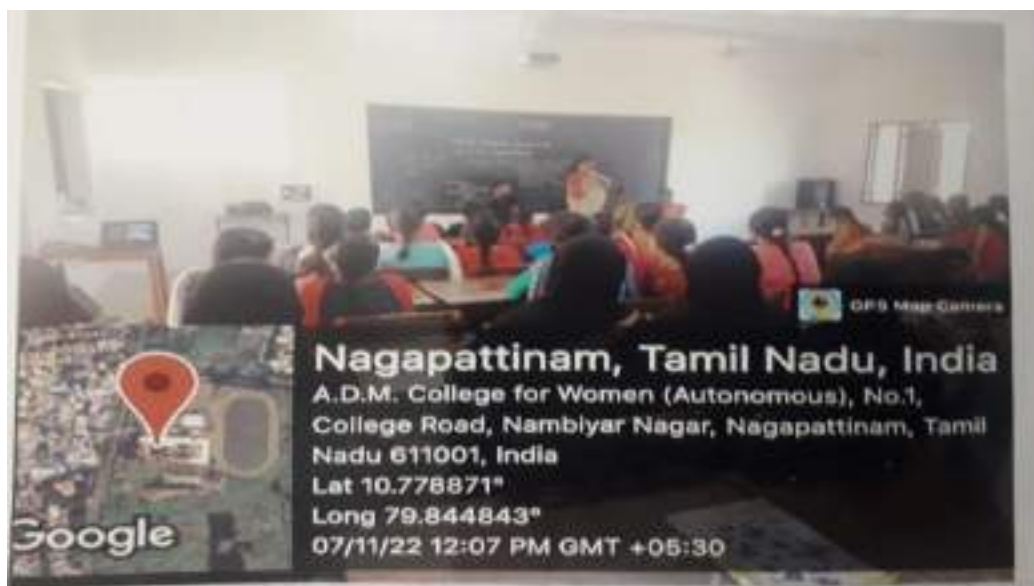 GPS Map Camera
Nagapattinam, Tamil Nadu, India
A.D.M. College for Women (Autonomous), No.1,
College Road, Nambiyar Nagar, Nagapattinam, Tamil
Nadu 611001, India
Lat 10.778871°
Long 79.844843°
07/11/22 12:07 PM GMT +05:30
Google